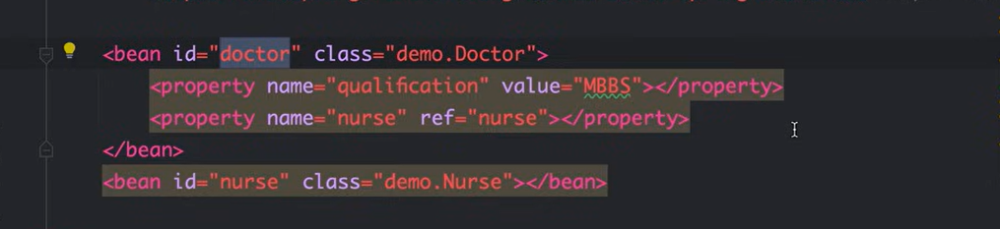 <bean id="doctor" class="demo.Doctor">
<property name="qualification" value="MBBS"></property>
<property name="nurse" ref="nurse"></property>
</bean>
<bean id="nurse" class="demo.Nurse"></bean>